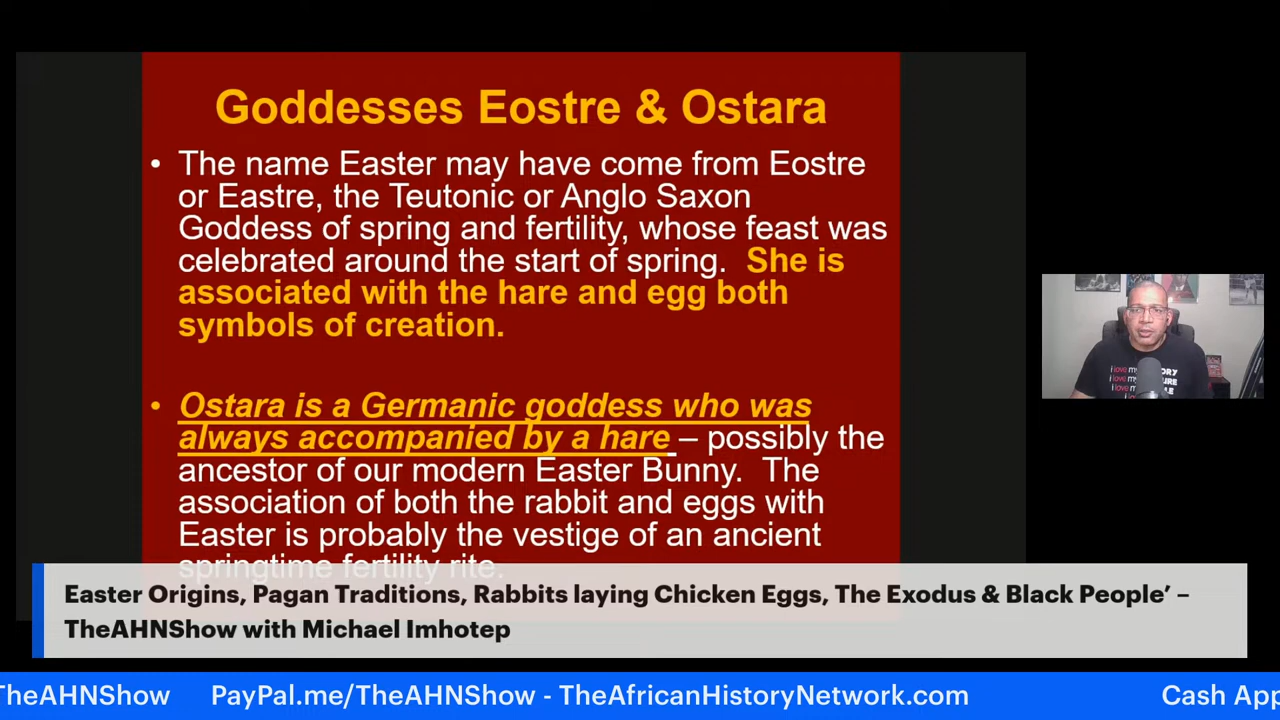 Goddesses Eostre & Ostara
• The name Easter may have come from Eostre
or Eastre, the Teutonic or Anglo Saxon
Goddess of spring and fertility, whose feast was
celebrated around the start of spring.  She is
associated with the hare and egg both
symbols of creation.
• Ostara is a Germanic goddess who was
always accompanied by a hare – possibly the
ancestor of our modern Easter Bunny.  The
association of both the rabbit and eggs with
Easter is probably the vestige of an ancient
springtime fertility rite.
i love my
i love my
i love m
Easter Origins, Pagan Traditions, Rabbits laying Chicken Eggs, The Exodus & Black People’ –
TheAHNShow with Michael Imhotep
TheAHNShow PayPal.me/TheAHNShow - TheAfricanHistoryNetwork.com Cash App